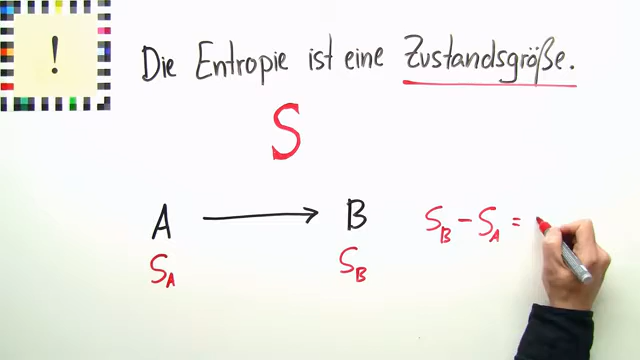 !
Die Entropie ist eine Zustandsgröße.
S
A → B S_B − S_A =
S_A S_B